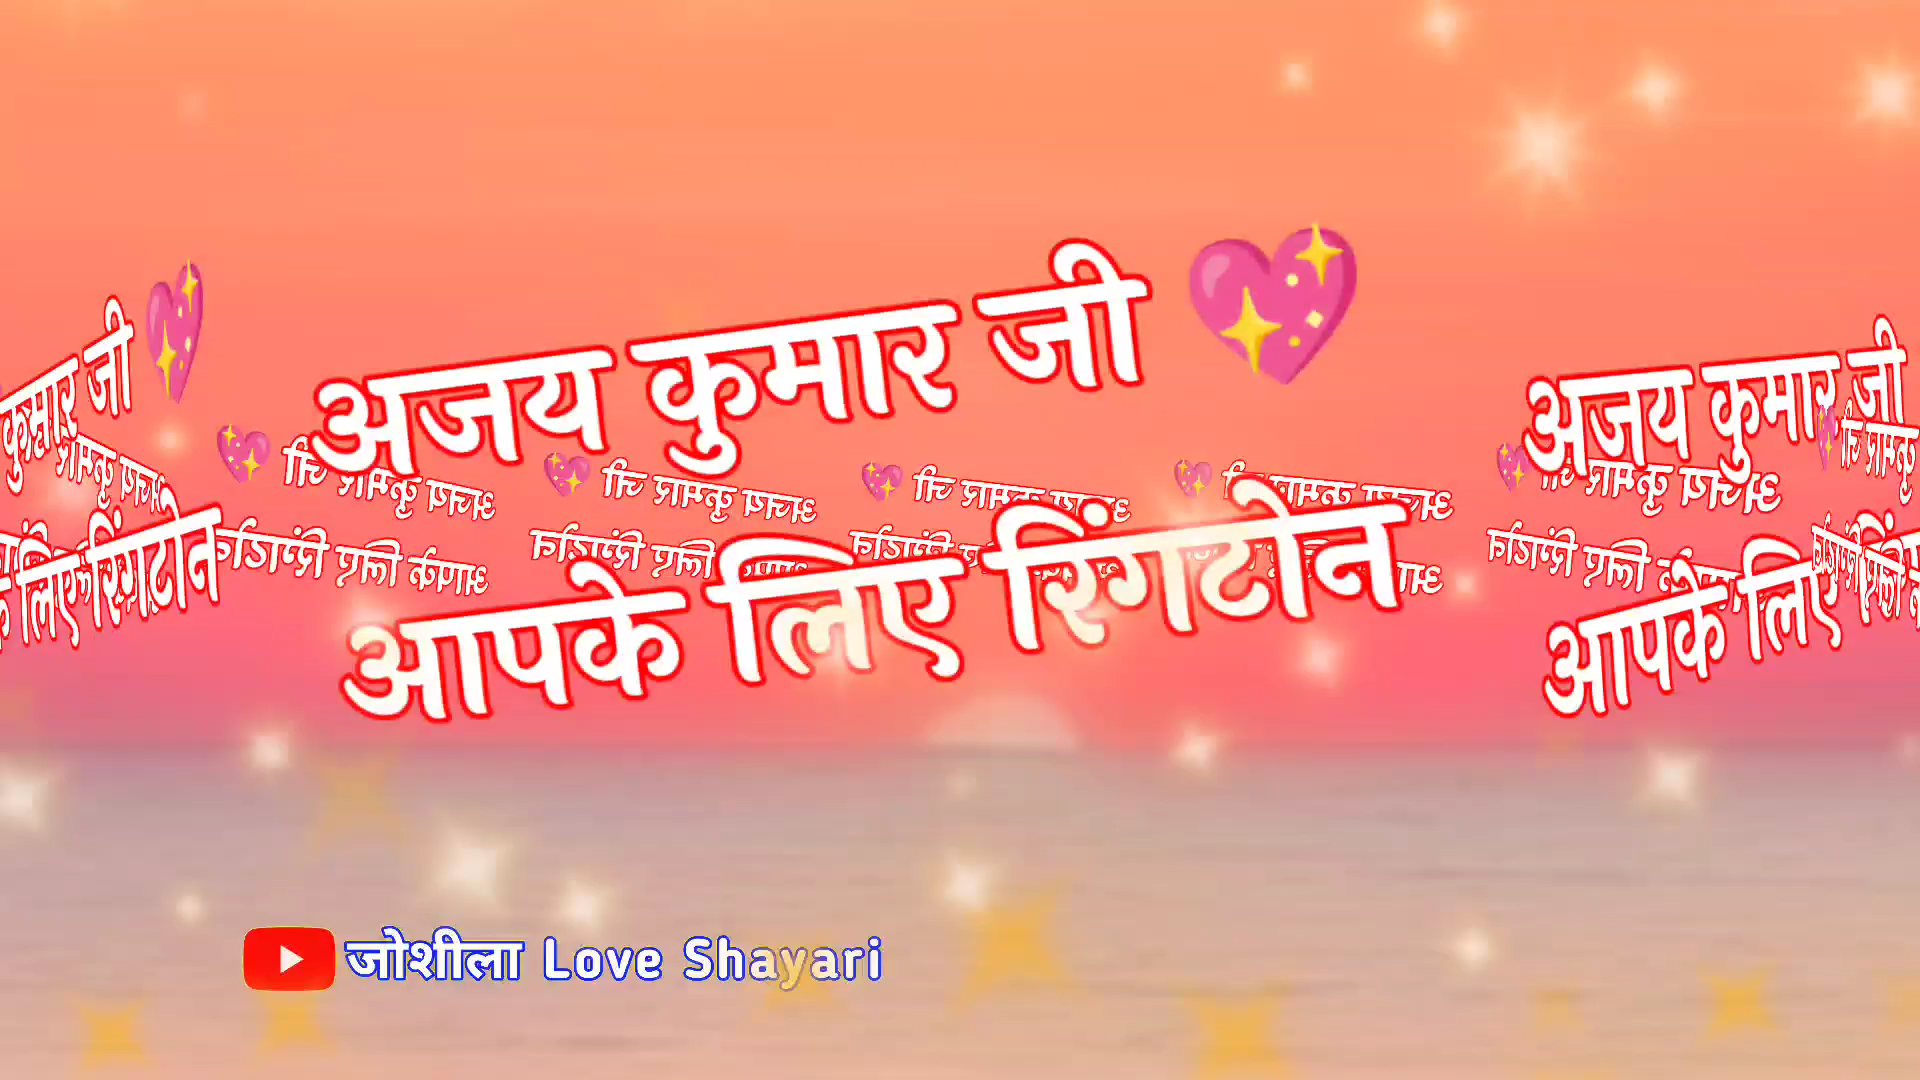 अजय कुमार जी 💖
आपके लिए रिंगटोन
जोशीला Love Shayari